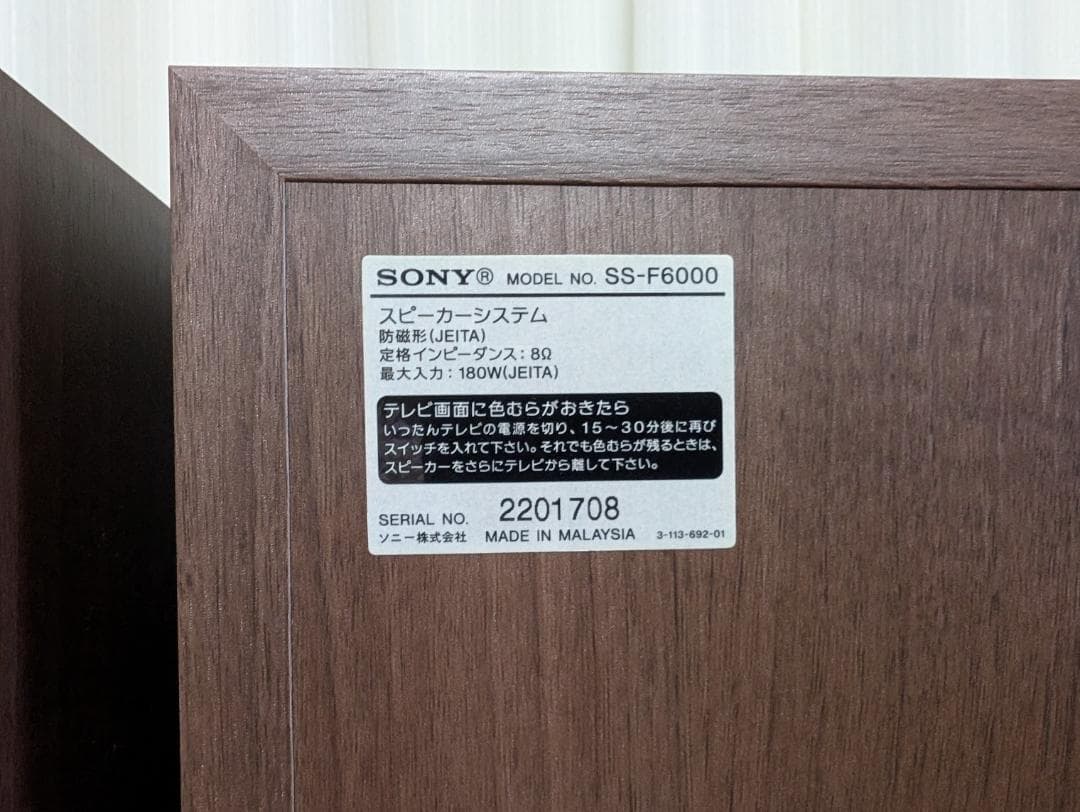 SONY® MODEL NO. SS-F6000
スピーカーシステム
防磁形(JEITA)
定格インピーダンス：8Ω
最大入力：180W(JEITA)
テレビ画面に色むらがおきたら
いったんテレビの電源を切り、15〜30分後に再び
スイッチを入れて下さい。それでも色むらが残るときは、
スピーカーをさらにテレビから離して下さい。
SERIAL NO. 2201708
ソニー株式会社 MADE IN MALAYSIA 3-113-692-01